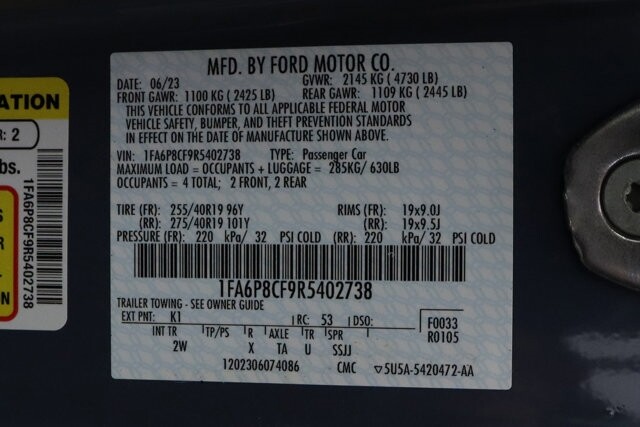 MFD. BY FORD MOTOR CO.
DATE: 06/23 GVWR: 2145 KG ( 4730 LB)
FRONT GAWR: 1100 KG ( 2425 LB) REAR GAWR: 1109 KG ( 2445 LB)
THIS VEHICLE CONFORMS TO ALL APPLICABLE FEDERAL MOTOR
VEHICLE SAFETY, BUMPER, AND THEFT PREVENTION STANDARDS
IN EFFECT ON THE DATE OF MANUFACTURE SHOWN ABOVE.
VIN: 1FA6P8CF9R5402738 TYPE: Passenger Car
MAXIMUM LOAD = OCCUPANTS + LUGGAGE = 285KG/ 630LB
OCCUPANTS = 4 TOTAL; 2 FRONT, 2 REAR
TIRE (FR): 255/40R19 96Y RIMS (FR): 19x9.0J
(RR): 275/40R19 101Y (RR): 19x9.5J
PRESSURE (FR): 220 kPa/ 32 PSI COLD (RR): 220 kPa/ 32 PSI COLD
1FA6P8CF9R5402738
TRAILER TOWING - SEE OWNER GUIDE
EXT PNT: K1 RC: 53 DSO:
F0033
R0105
INT TR TP/PS R AXLE TR SPR
2W X TA U SSJJ
1202306074086 CMC 5U5A-5420472-AA
ATION
R: 2
bs.
1FA6P8CF9R5402738